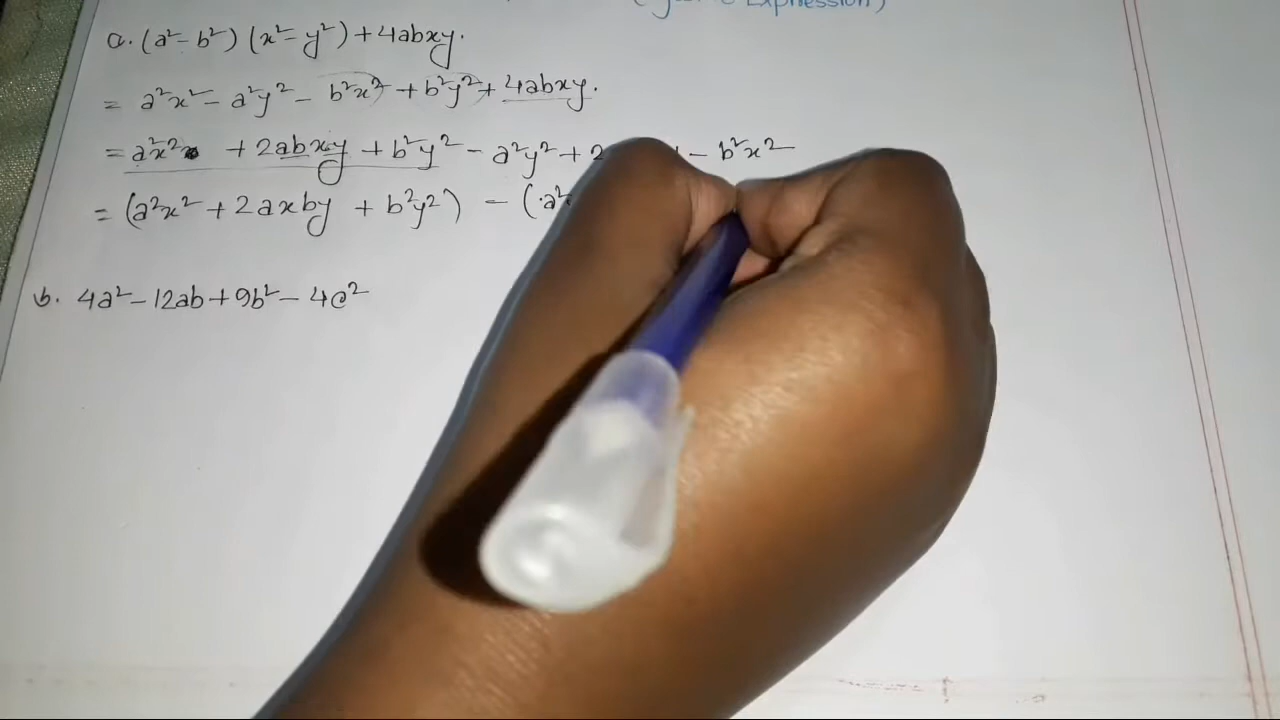 Expression)
a. (a² - b²) (x² - y²) + 4abxy.
= a²x² - a²y² - b²x² + b²y² + 4abxy.
= a²x² + 2abxy + b²y² - a²y² + 2 - b²x²
= (a²x² + 2axby + b²y²) - (a²
b. 4a² - 12ab + 9b² - 4c²